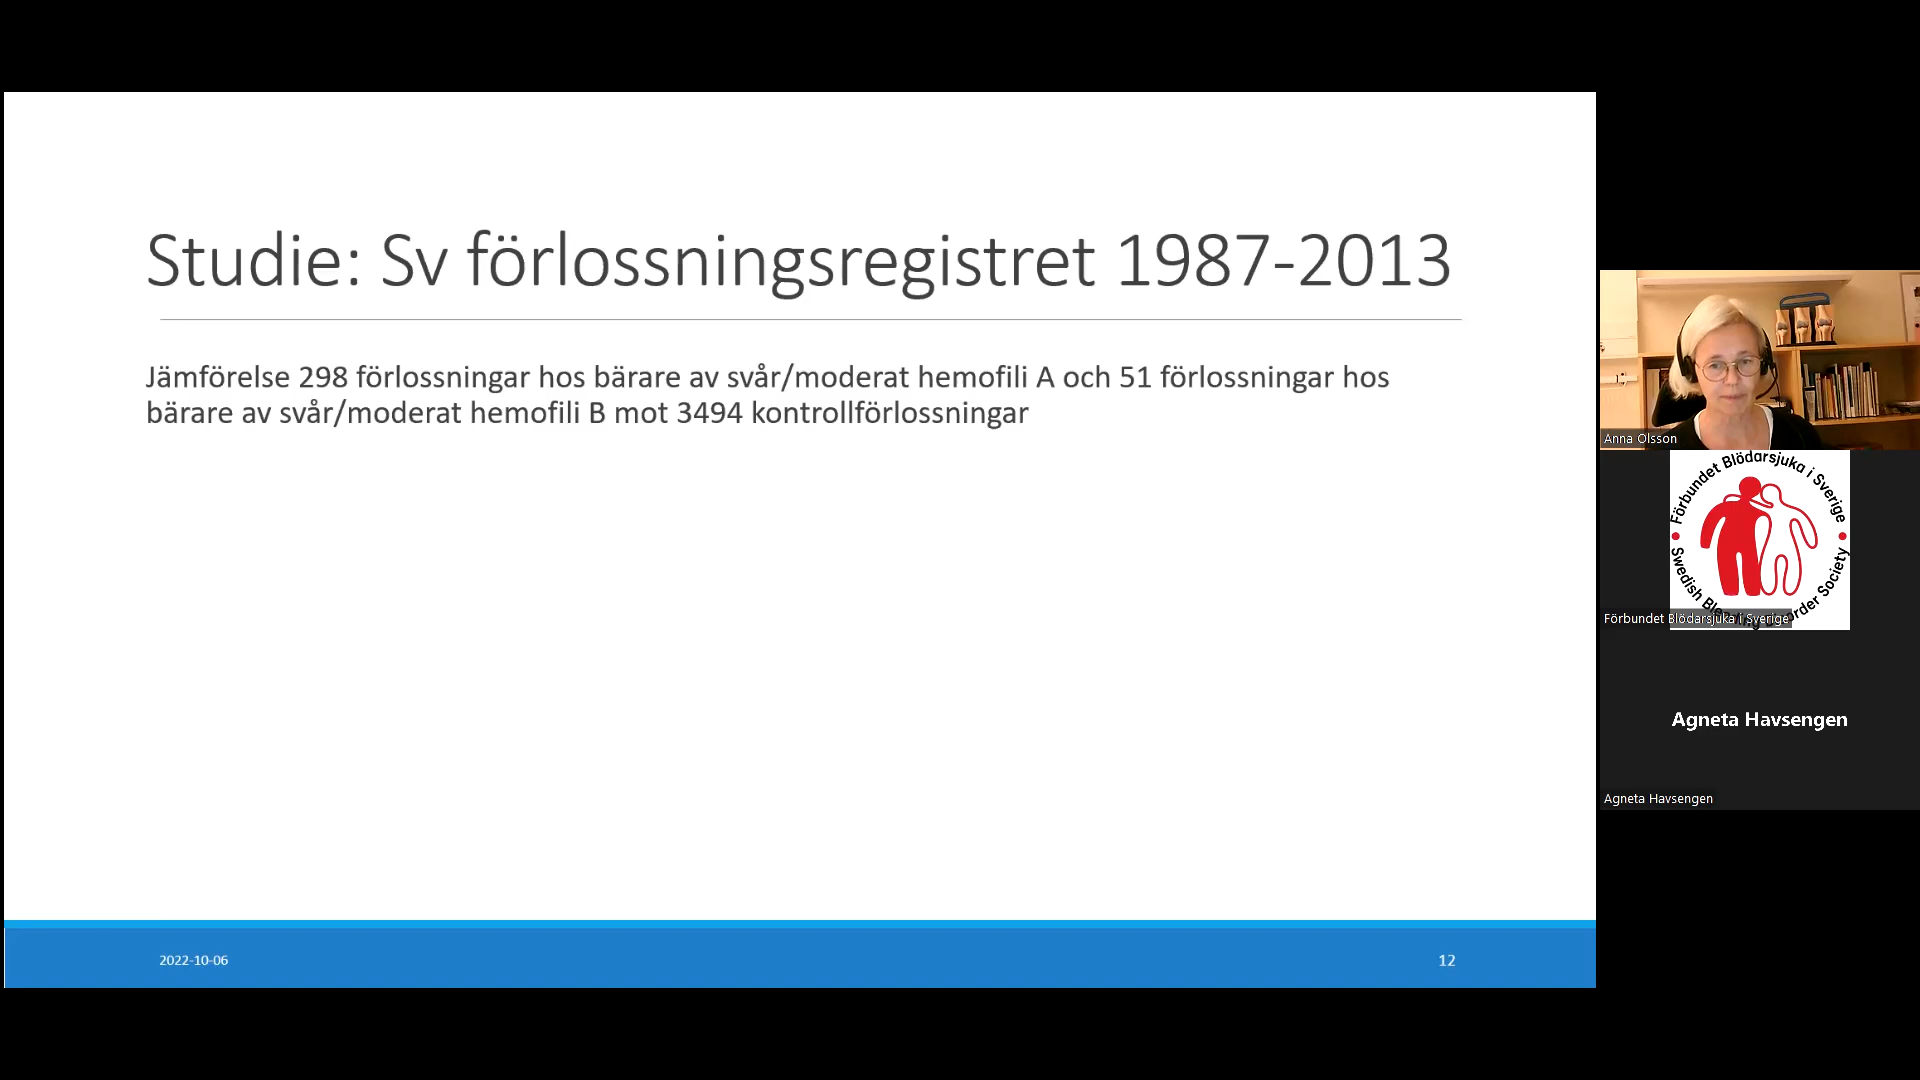 Studie: Sv förlossningsregistret 1987-2013
Jämförelse 298 förlossningar hos bärare av svår/moderat hemofili A och 51 förlossningar hos
bärare av svår/moderat hemofili B mot 3494 kontrollförlossningar
2022-10-06
12
Anna Olsson
Förbundet Blödarsjuka i Sverige
Swedish Bleeding Disorder Society
Förbundet Blödarsjuka i Sverige
Agneta Havsengen
Agneta Havsengen